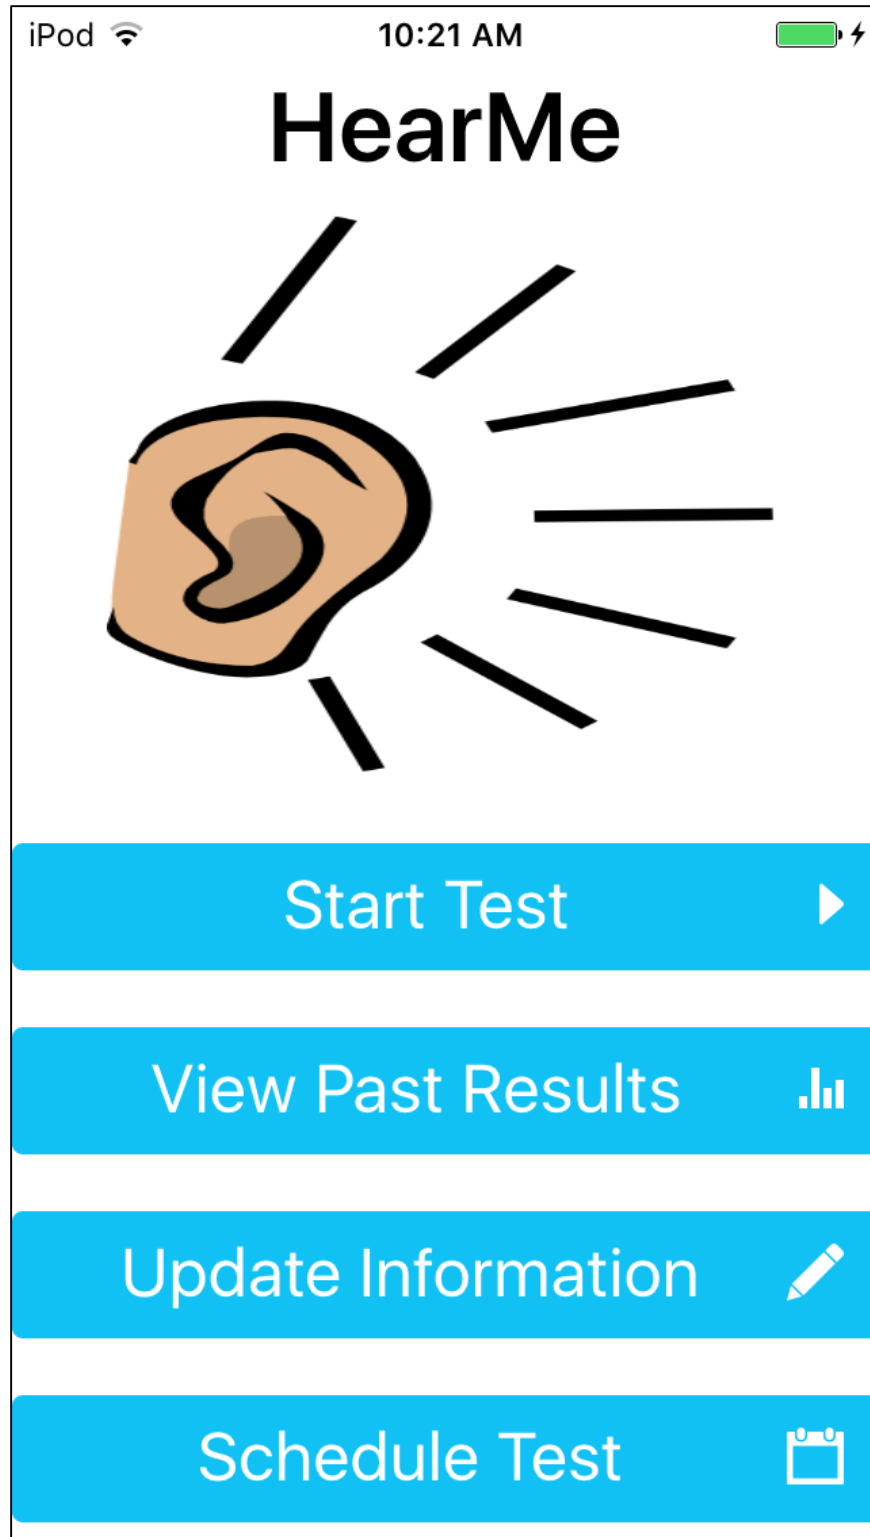 iPod 10:21 AM
HearMe
Start Test
View Past Results
Update Information
Schedule Test